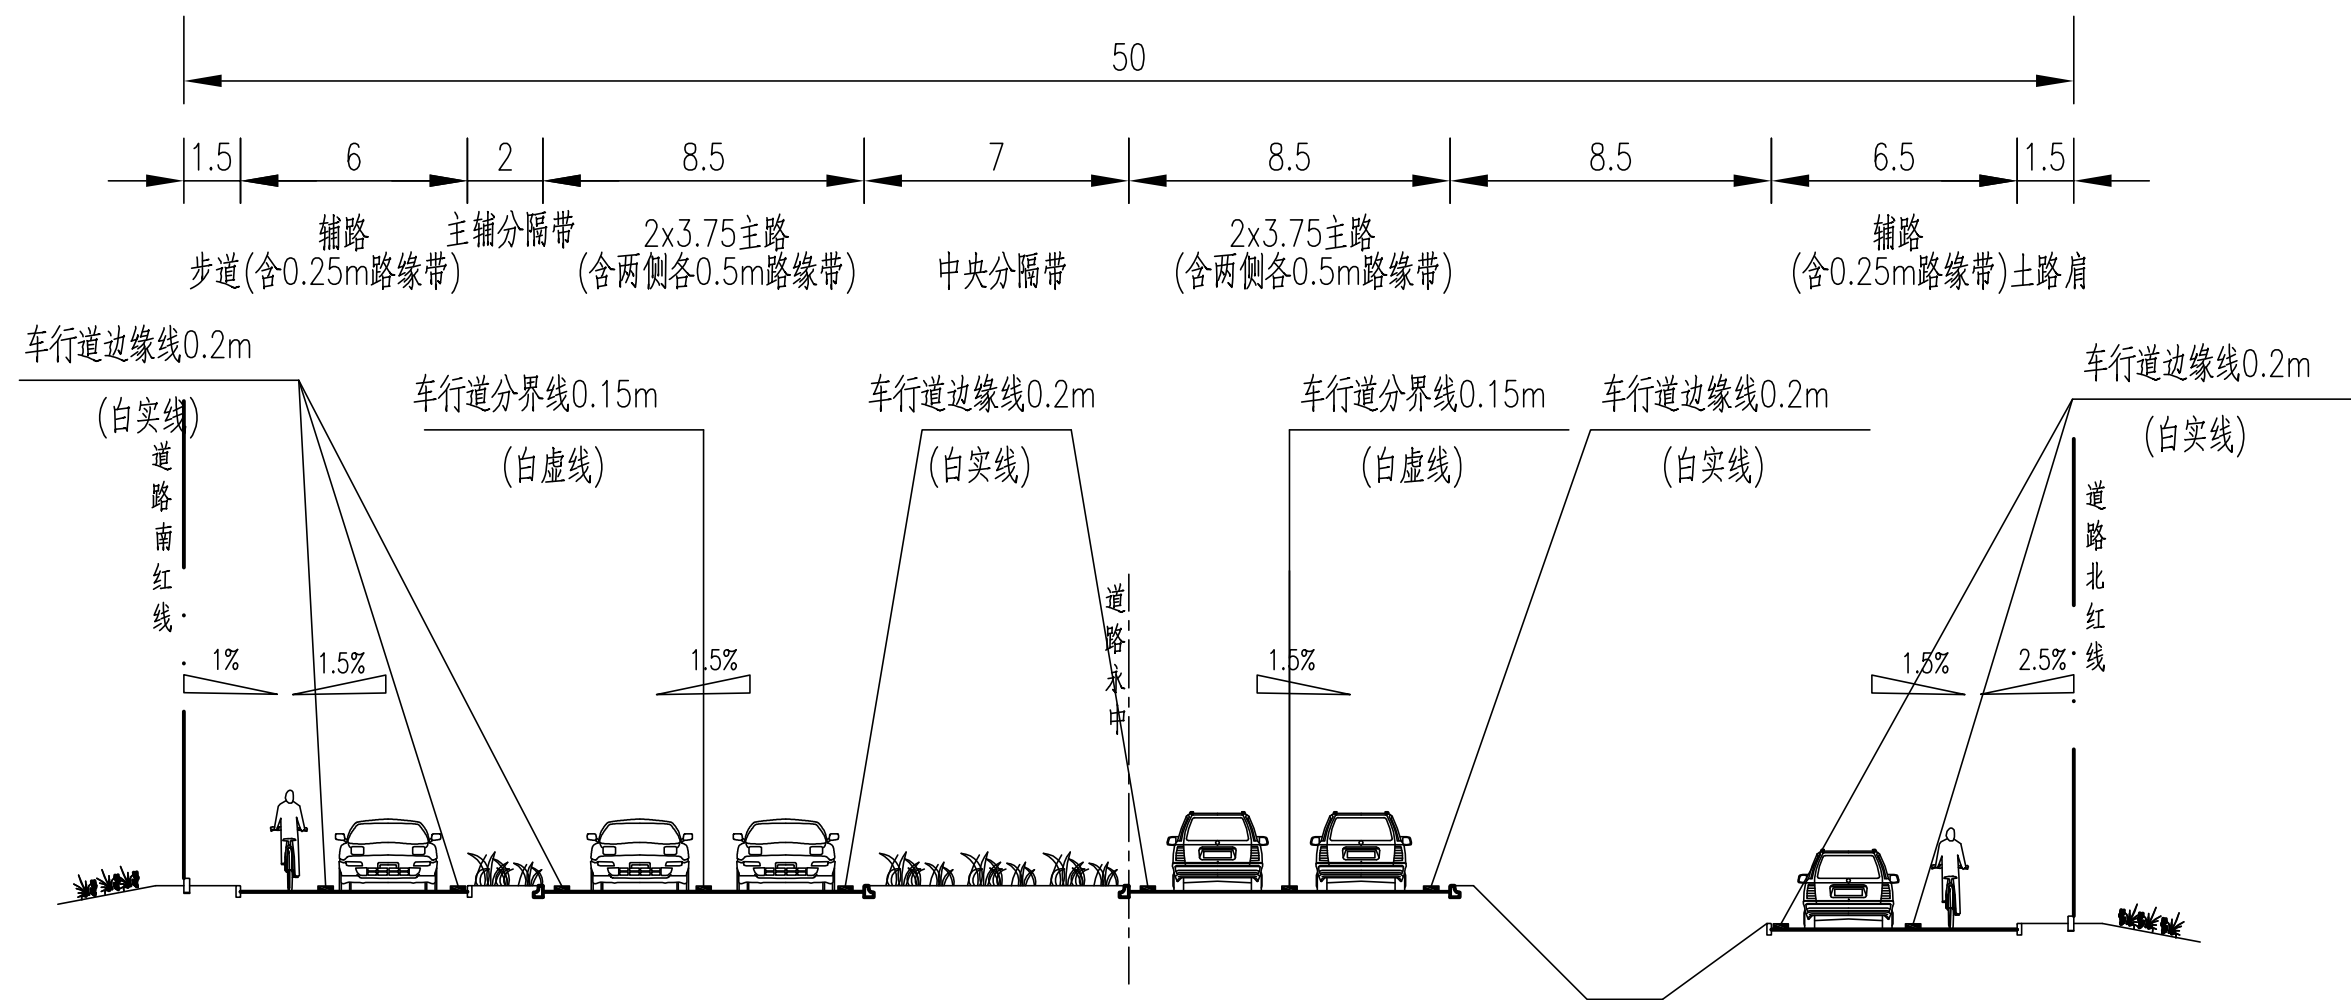 50
1.5 6 2 8.5 7 8.5 8.5 6.5 1.5
辅路 主辅分隔带 2x3.75主路 2x3.75主路 辅路
步道(含0.25m路缘带) (含两侧各0.5m路缘带) 中央分隔带 (含两侧各0.5m路缘带) (含0.25m路缘带)土路肩
车行道边缘线0.2m
(白实线)
车行道分界线0.15m
(白虚线)
车行道边缘线0.2m
(白实线)
车行道分界线0.15m
(白虚线)
车行道边缘线0.2m
(白实线)
车行道边缘线0.2m
(白实线)
道路南红线
道路永中
道路北红线
1% 1.5% 1.5% 1.5% 1.5% 2.5%